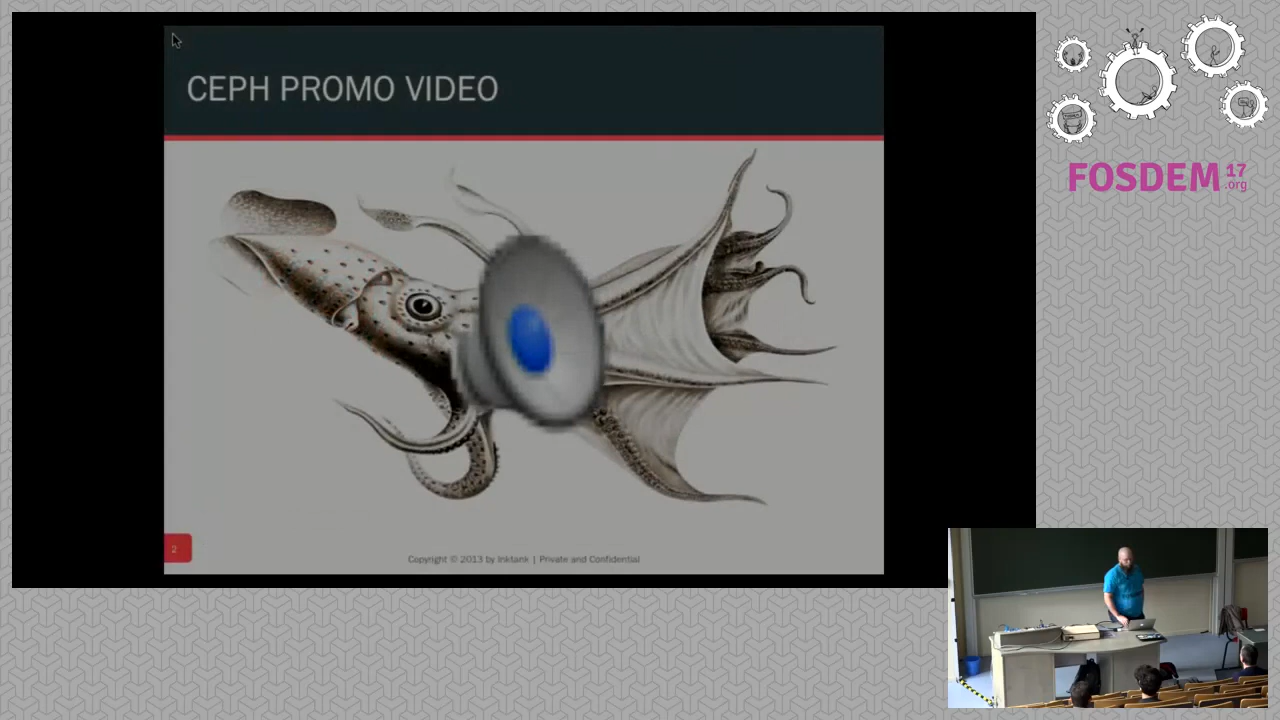 CEPH PROMO VIDEO
2
Copyright © 2013 by Inktank | Private and Confidential
FOSDEM 17
.org